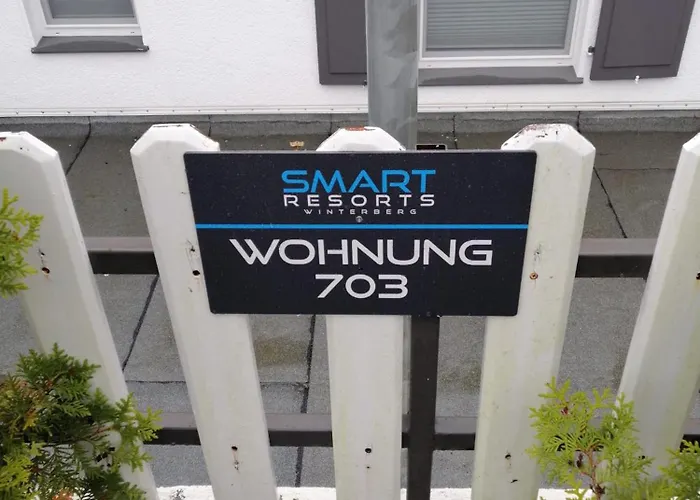 SMART
RESORTS
WINTERBERG
WOHNUNG
703